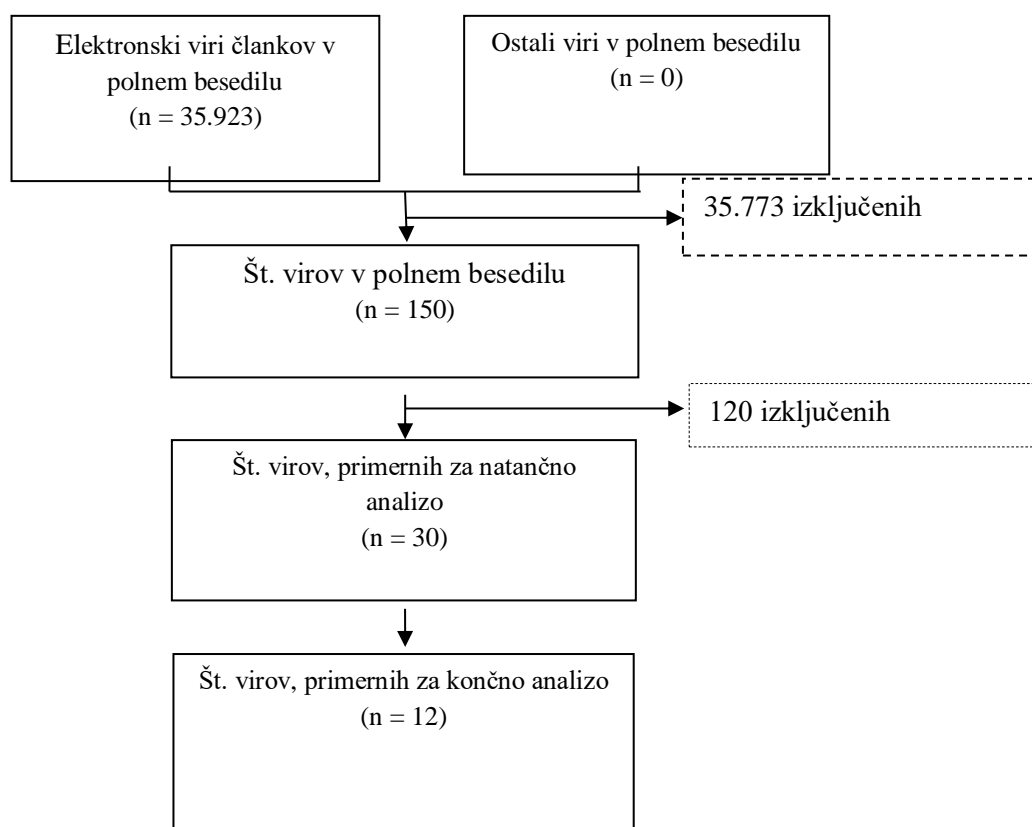 Elektronski viri člankov v
polnem besedilu
(n = 35.923)
Ostali viri v polnem besedilu
(n = 0)
35.773 izključenih
Št. virov v polnem besedilu
(n = 150)
120 izključenih
Št. virov, primernih za natančno
analizo
(n = 30)
Št. virov, primernih za končno analizo
(n = 12)